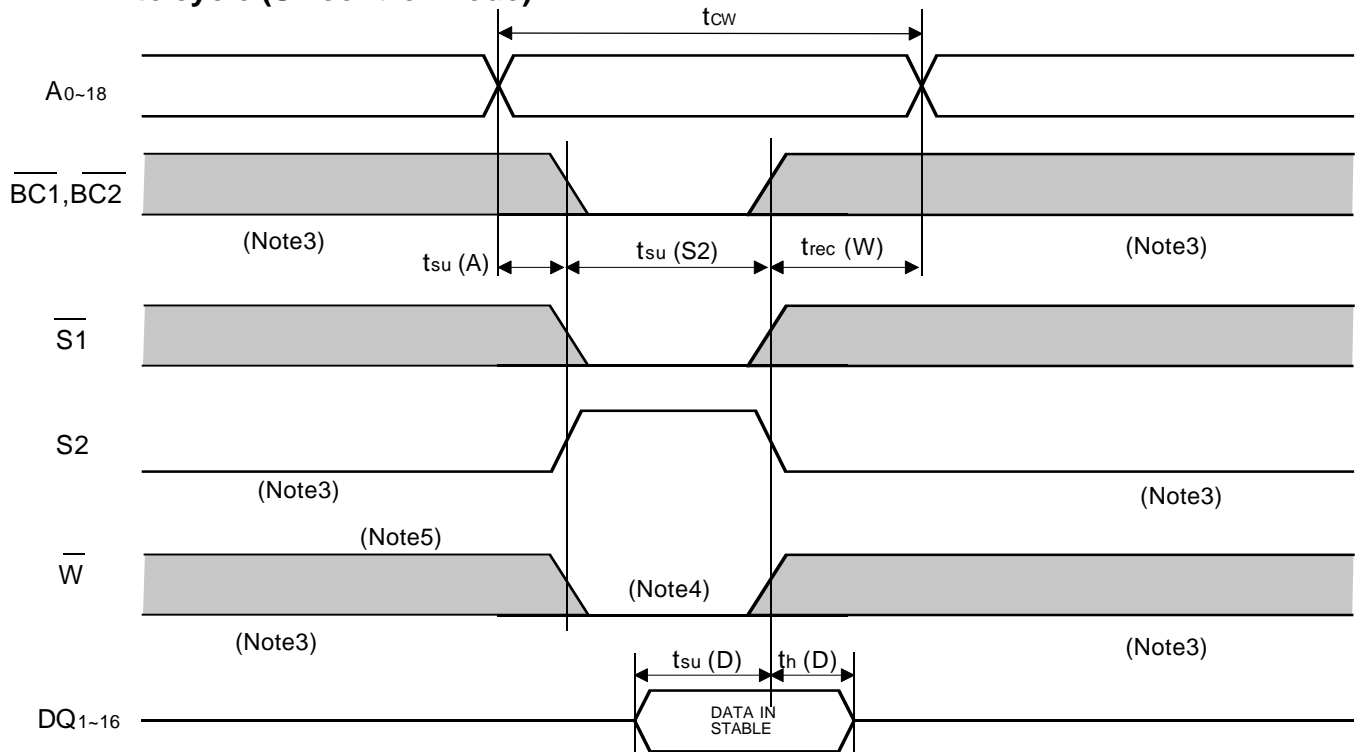 tcw
A0~18
BC1,BC2
(Note3)
(Note3)
tsu (A)
tsu (S2)
trec (W)
S1
S2
(Note3)
(Note3)
(Note5)
W
(Note4)
(Note3)
(Note3)
tsu (D)
th (D)
DQ1~16
DATA IN
STABLE